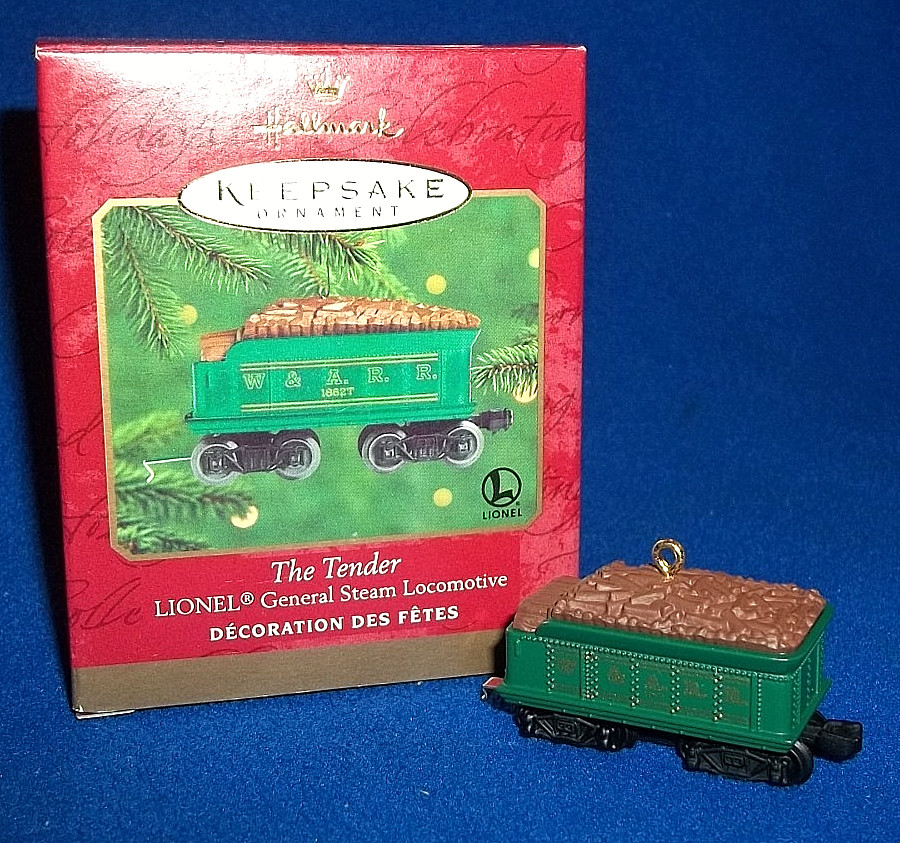 Hallmark
KEEPSAKE
ORNAMENT
W & A. R. R.
1862T
LIONEL
The Tender
LIONEL® General Steam Locomotive
DÉCORATION DES FÊTES